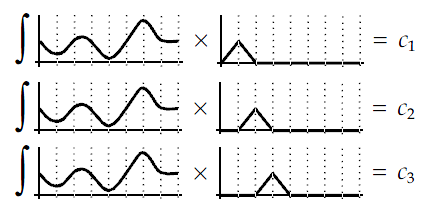 ∫ × = c₁
∫ × = c₂
∫ × = c₃